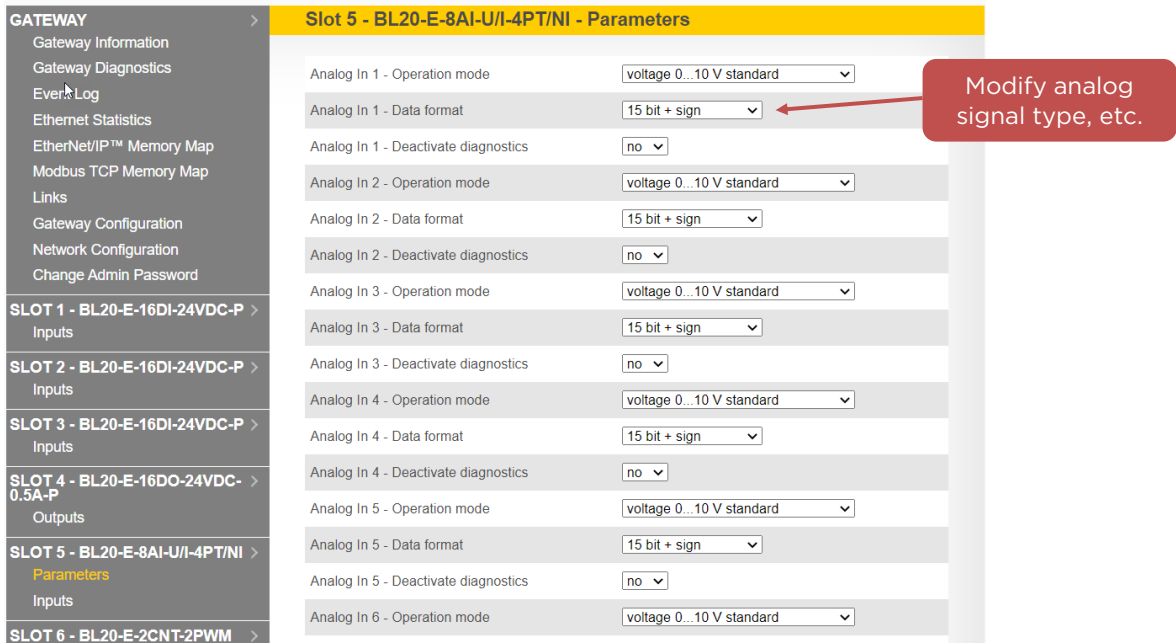 GATEWAY
Gateway Information
Gateway Diagnostics
Event Log
Ethernet Statistics
EtherNet/IP™ Memory Map
Modbus TCP Memory Map
Links
Gateway Configuration
Network Configuration
Change Admin Password
SLOT 1 - BL20-E-16DI-24VDC-P
Inputs
SLOT 2 - BL20-E-16DI-24VDC-P
Inputs
SLOT 3 - BL20-E-16DI-24VDC-P
Inputs
SLOT 4 - BL20-E-16DO-24VDC-
0.5A-P
Outputs
SLOT 5 - BL20-E-8AI-U/I-4PT/NI
Parameters
Inputs
SLOT 6 - BL20-E-2CNT-2PWM
Slot 5 - BL20-E-8AI-U/I-4PT/NI - Parameters
Analog In 1 - Operation mode voltage 0...10 V standard
Analog In 1 - Data format 15 bit + sign
Analog In 1 - Deactivate diagnostics no
Analog In 2 - Operation mode voltage 0...10 V standard
Analog In 2 - Data format 15 bit + sign
Analog In 2 - Deactivate diagnostics no
Analog In 3 - Operation mode voltage 0...10 V standard
Analog In 3 - Data format 15 bit + sign
Analog In 3 - Deactivate diagnostics no
Analog In 4 - Operation mode voltage 0...10 V standard
Analog In 4 - Data format 15 bit + sign
Analog In 4 - Deactivate diagnostics no
Analog In 5 - Operation mode voltage 0...10 V standard
Analog In 5 - Data format 15 bit + sign
Analog In 5 - Deactivate diagnostics no
Analog In 6 - Operation mode voltage 0...10 V standard
Modify analog
signal type, etc.